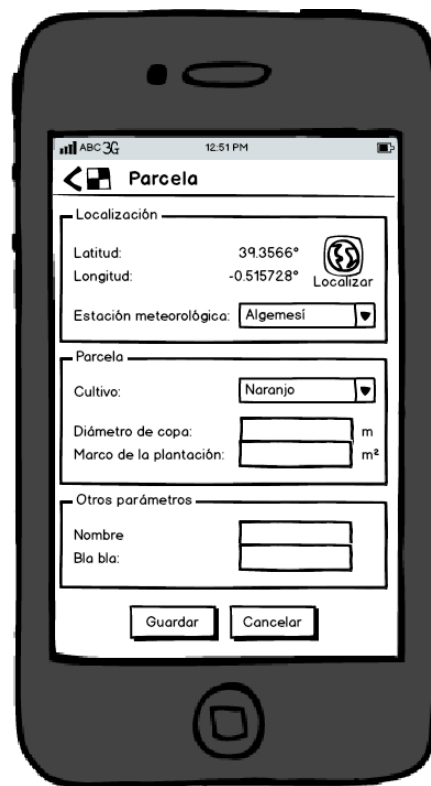 ABC 3G 12:51 PM
Parcela
Localización
Latitud: 39.3566°
Longitud: -0.515728°
Localizar
Estación meteorológica: Algemesí
Parcela
Cultivo: Naranjo
Diámetro de copa: m
Marco de la plantación: m²
Otros parámetros
Nombre
Bla bla:
Guardar Cancelar